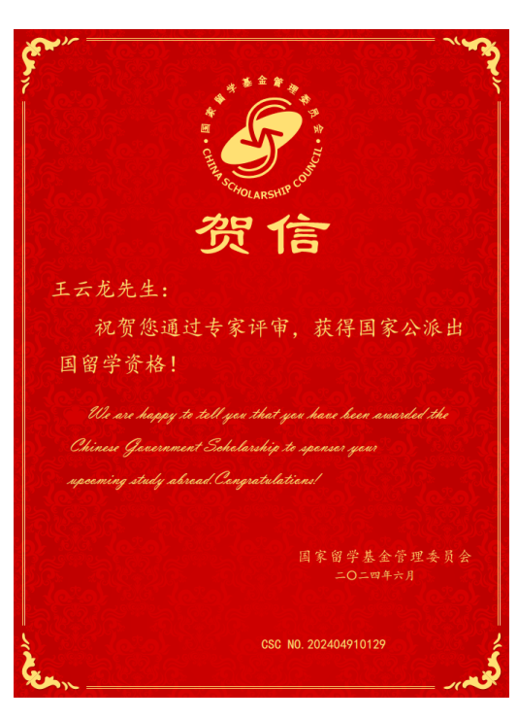 国家留学基金管理委员会
CHINA SCHOLARSHIP COUNCIL
贺信
王云龙先生：
祝贺您通过专家评审，获得国家公派出
国留学资格！
We are happy to tell you that you have been awarded the
Chinese Government Scholarship to sponsor your
upcoming study abroad.Congratulations!
国家留学基金管理委员会
二〇二四年六月
CSC NO. 202404910129